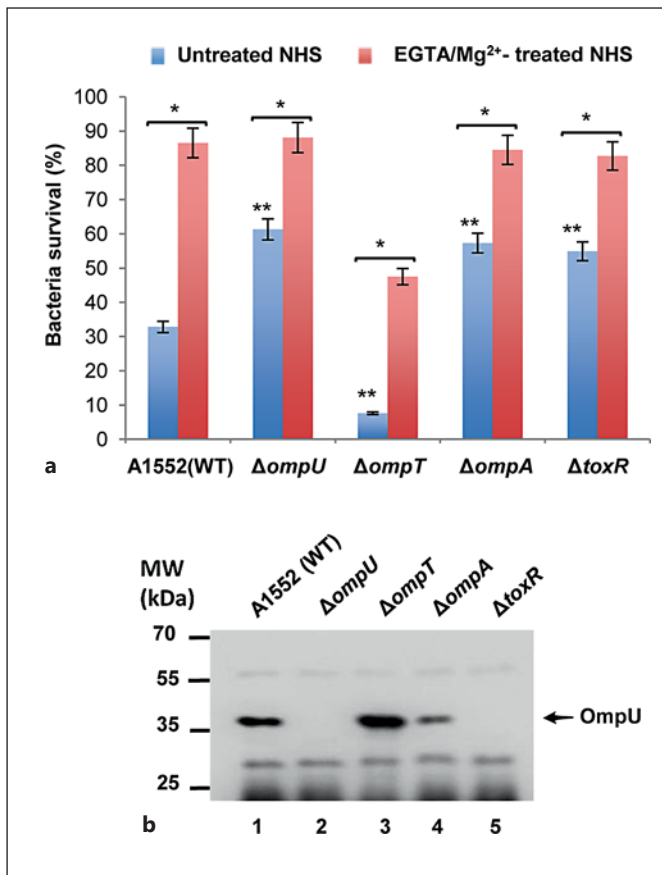 Untreated NHS EGTA/Mg²⁺- treated NHS
Bacteria survival (%)
100
90
80
70
60
50
40
30
20
10
0
* * * * *
** ** ** **
A1552(WT) ΔompU ΔompT ΔompA ΔtoxR
a
MW
(kDa)
A1552 (WT) ΔompU ΔompT ΔompA ΔtoxR
70
55
35
25
OmpU
1 2 3 4 5
b